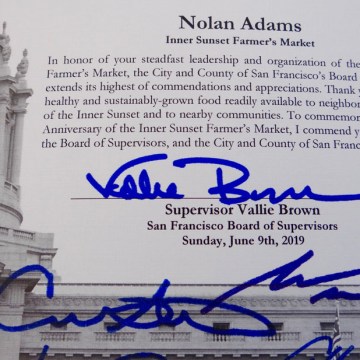 Nolan Adams
Inner Sunset Farmer's Market
In honor of your steadfast leadership and organization of the
Farmer's Market, the City and County of San Francisco's Board
extends its highest of commendations and appreciations. Thank
healthy and sustainably-grown food readily available to neighbor
of the Inner Sunset and to nearby communities. To commemor
Anniversary of the Inner Sunset Farmer's Market, I commend y
the Board of Supervisors, and the City and County of San Franc
Vallie Brown
Supervisor Vallie Brown
San Francisco Board of Supervisors
Sunday, June 9th, 2019